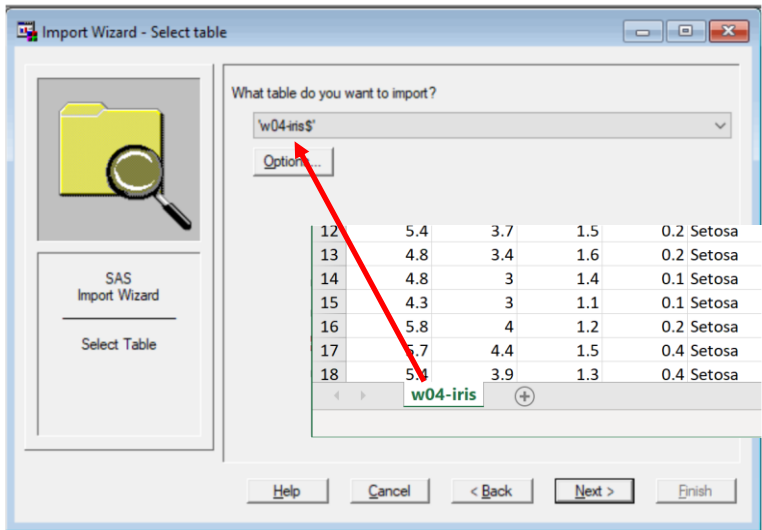 Import Wizard - Select table
What table do you want to import?
'w04-iris$'
Options...
12 5.4 3.7 1.5 0.2 Setosa
13 4.8 3.4 1.6 0.2 Setosa
14 4.8 3 1.4 0.1 Setosa
15 4.3 3 1.1 0.1 Setosa
16 5.8 4 1.2 0.2 Setosa
17 5.7 4.4 1.5 0.4 Setosa
18 5.4 3.9 1.3 0.4 Setosa
w04-iris
SAS
Import Wizard
Select Table
Help Cancel < Back Next > Finish